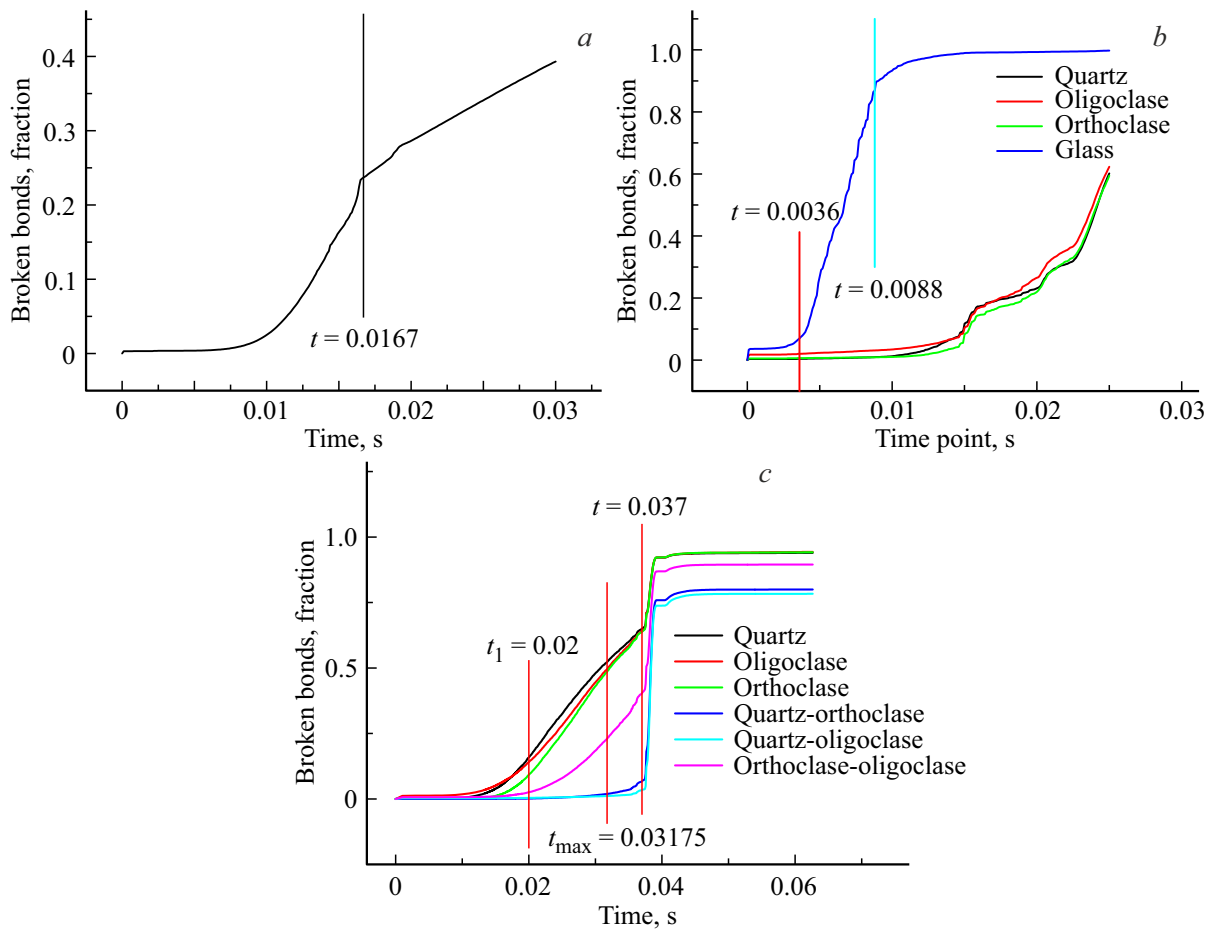 a
Broken bonds, fraction
0.4
0.3
0.2
0.1
0
t = 0.0167
0
0.01
0.02
0.03
Time, s
b
Broken bonds, fraction
1.0
0.8
0.6
0.4
0.2
0
Quartz
Oligoclase
Orthoclase
Glass
t = 0.0036
t = 0.0088
0
0.01
0.02
0.03
Time point, s
c
Broken bonds, fraction
1.0
0.5
0
t = 0.037
t1 = 0.02
tmax = 0.03175
Quartz
Oligoclase
Orthoclase
Quartz-orthoclase
Quartz-oligoclase
Orthoclase-oligoclase
0
0.02
0.04
0.06
Time, s